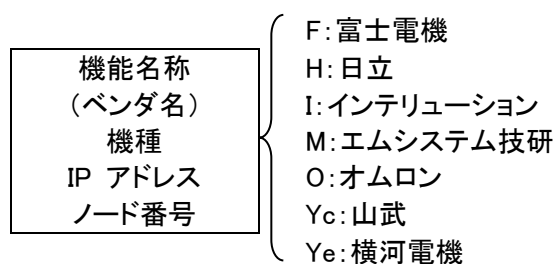 機能名称
(ベンダ名)
機種
IP アドレス
ノード番号
F:富士電機
H:日立
I:インテリューション
M:エムシステム技研
O:オムロン
Yc:山武
Ye:横河電機